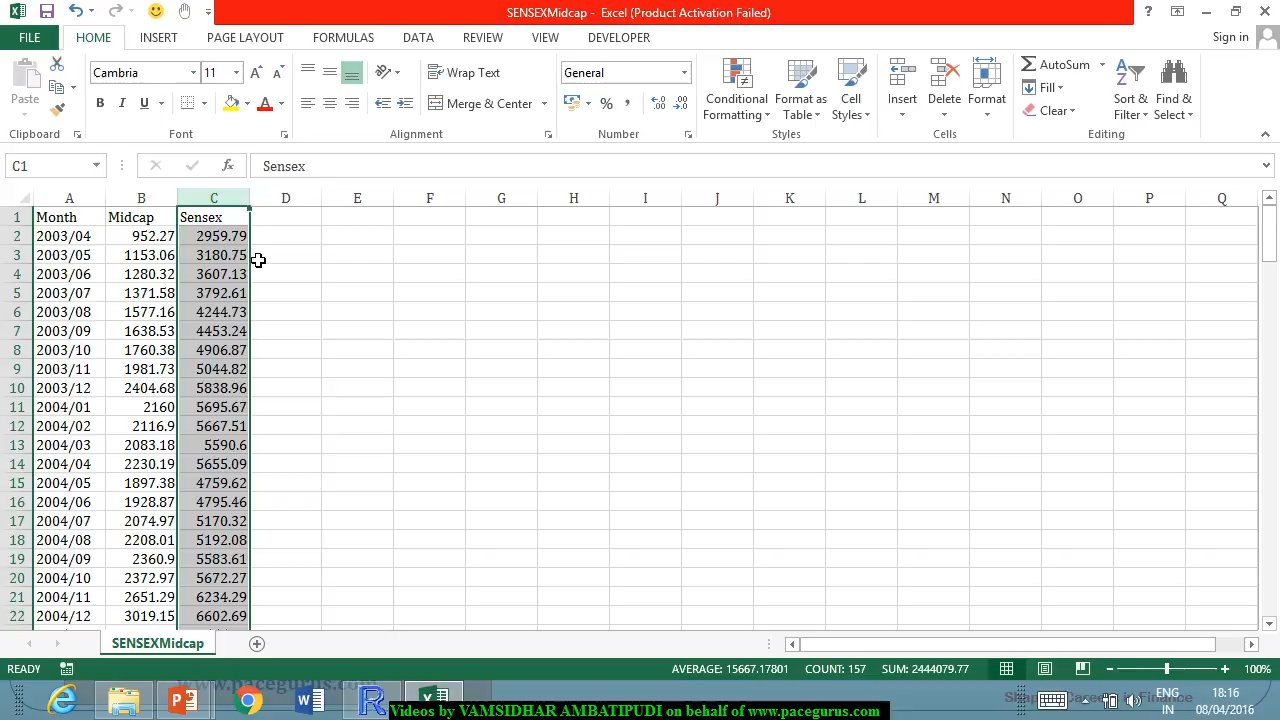 SENSEXMidcap - Excel (Product Activation Failed)
FILE HOME INSERT PAGE LAYOUT FORMULAS DATA REVIEW VIEW DEVELOPER Sign in
Paste
Cambria 11
B I U A
Wrap Text
Merge & Center
General
Conditional Formatting
Format as Table
Cell Styles
Insert Delete Format
AutoSum
Fill
Clear
Sort & Filter
Find & Select
Clipboard Font Alignment Number Styles Cells Editing
C1 fx Sensex
A B C D E F G H I J K L M N O P Q
1 Month Midcap Sensex
2 2003/04 952.27 2959.79
3 2003/05 1153.06 3180.75
4 2003/06 1280.32 3607.13
5 2003/07 1371.58 3792.61
6 2003/08 1577.16 4244.73
7 2003/09 1638.53 4453.24
8 2003/10 1760.38 4906.87
9 2003/11 1981.73 5044.82
10 2003/12 2404.68 5838.96
11 2004/01 2160 5695.67
12 2004/02 2116.9 5667.51
13 2004/03 2083.18 5590.6
14 2004/04 2230.19 5655.09
15 2004/05 1897.38 4759.62
16 2004/06 1928.87 4795.46
17 2004/07 2074.97 5170.32
18 2004/08 2208.01 5192.08
19 2004/09 2360.9 5583.61
20 2004/10 2372.97 5672.27
21 2004/11 2651.29 6234.29
22 2004/12 3019.15 6602.69
SENSEXMidcap
READY AVERAGE: 15667.17801 COUNT: 157 SUM: 2444079.77 100%
www.pacegurus.com
ENG 18:16
IN 08/04/2016
Videos by VAMSIDHAR AMBATIPUDI on behalf of www.pacegurus.com